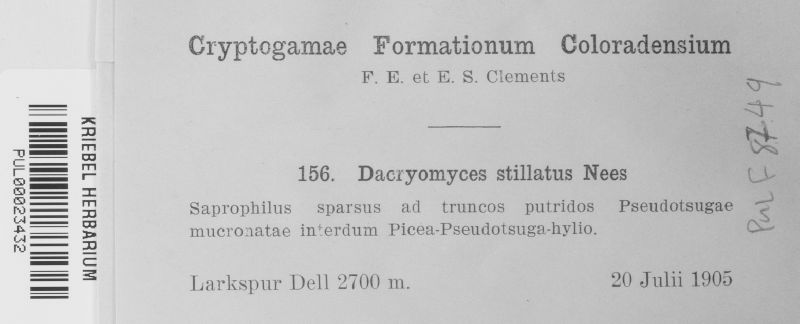 Cryptogamae Formationum Coloradensium
F. E. et E. S. Clements
156. Dacryomyces stillatus Nees
Saprophilus sparsus ad truncos putridos Pseudotsugae
mucronatae interdum Picea-Pseudotsuga-hylio.
Larkspur Dell 2700 m. 20 Julii 1905
KRIEBEL HERBARIUM
PUL00023432
PUL F